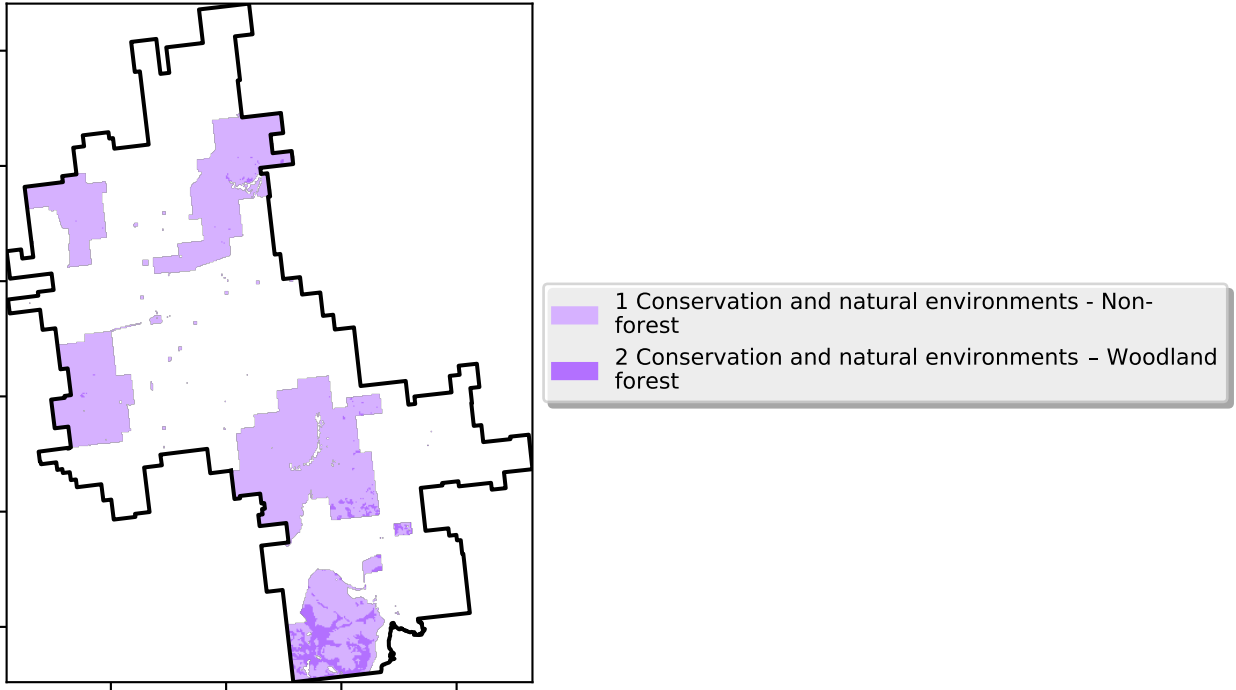 1 Conservation and natural environments - Non-
forest
2 Conservation and natural environments – Woodland
forest